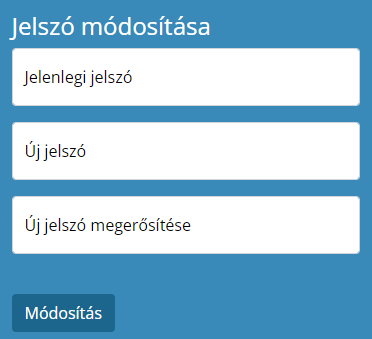 Jelszó módosítása
Jelenlegi jelszó
Új jelszó
Új jelszó megerősítése
Módosítás